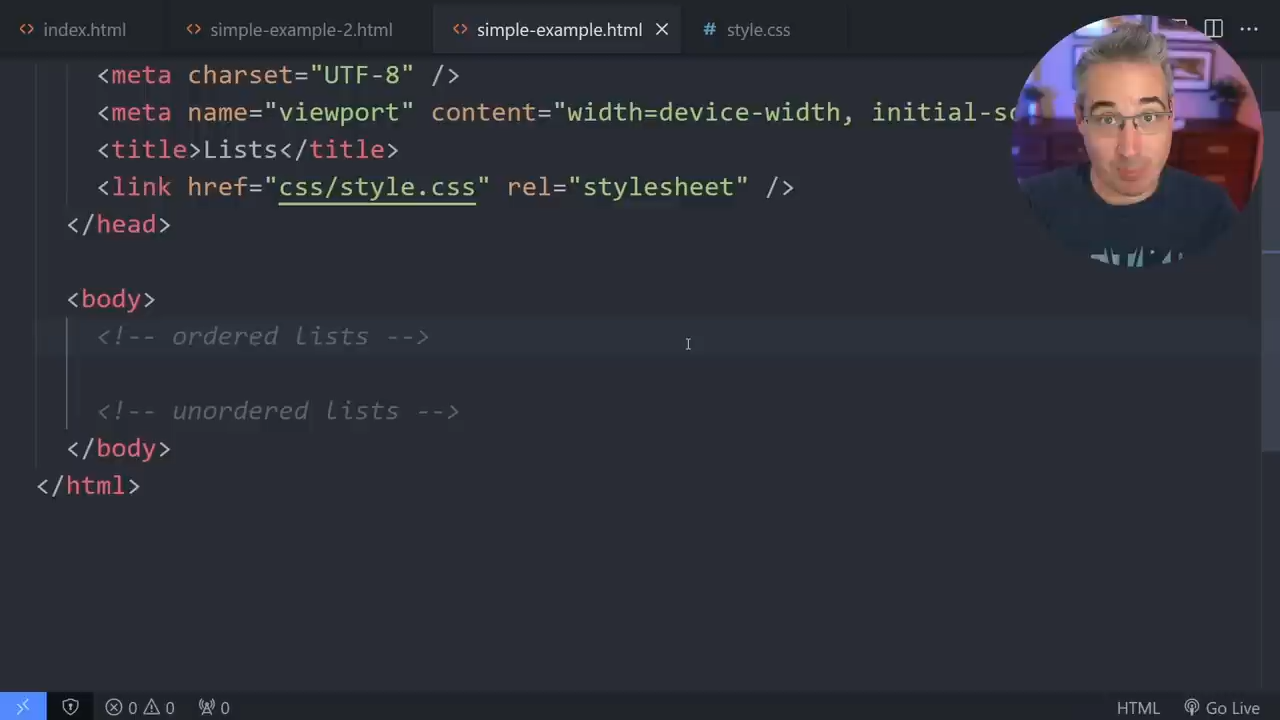 index.html
simple-example-2.html
simple-example.html
style.css
<meta charset="UTF-8" />
<meta name="viewport" content="width=device-width, initial-sc
<title>Lists</title>
<link href="css/style.css" rel="stylesheet" />
</head>
<body>
<!-- ordered lists -->
<!-- unordered lists -->
</body>
</html>
0 0 0
HTML Go Live